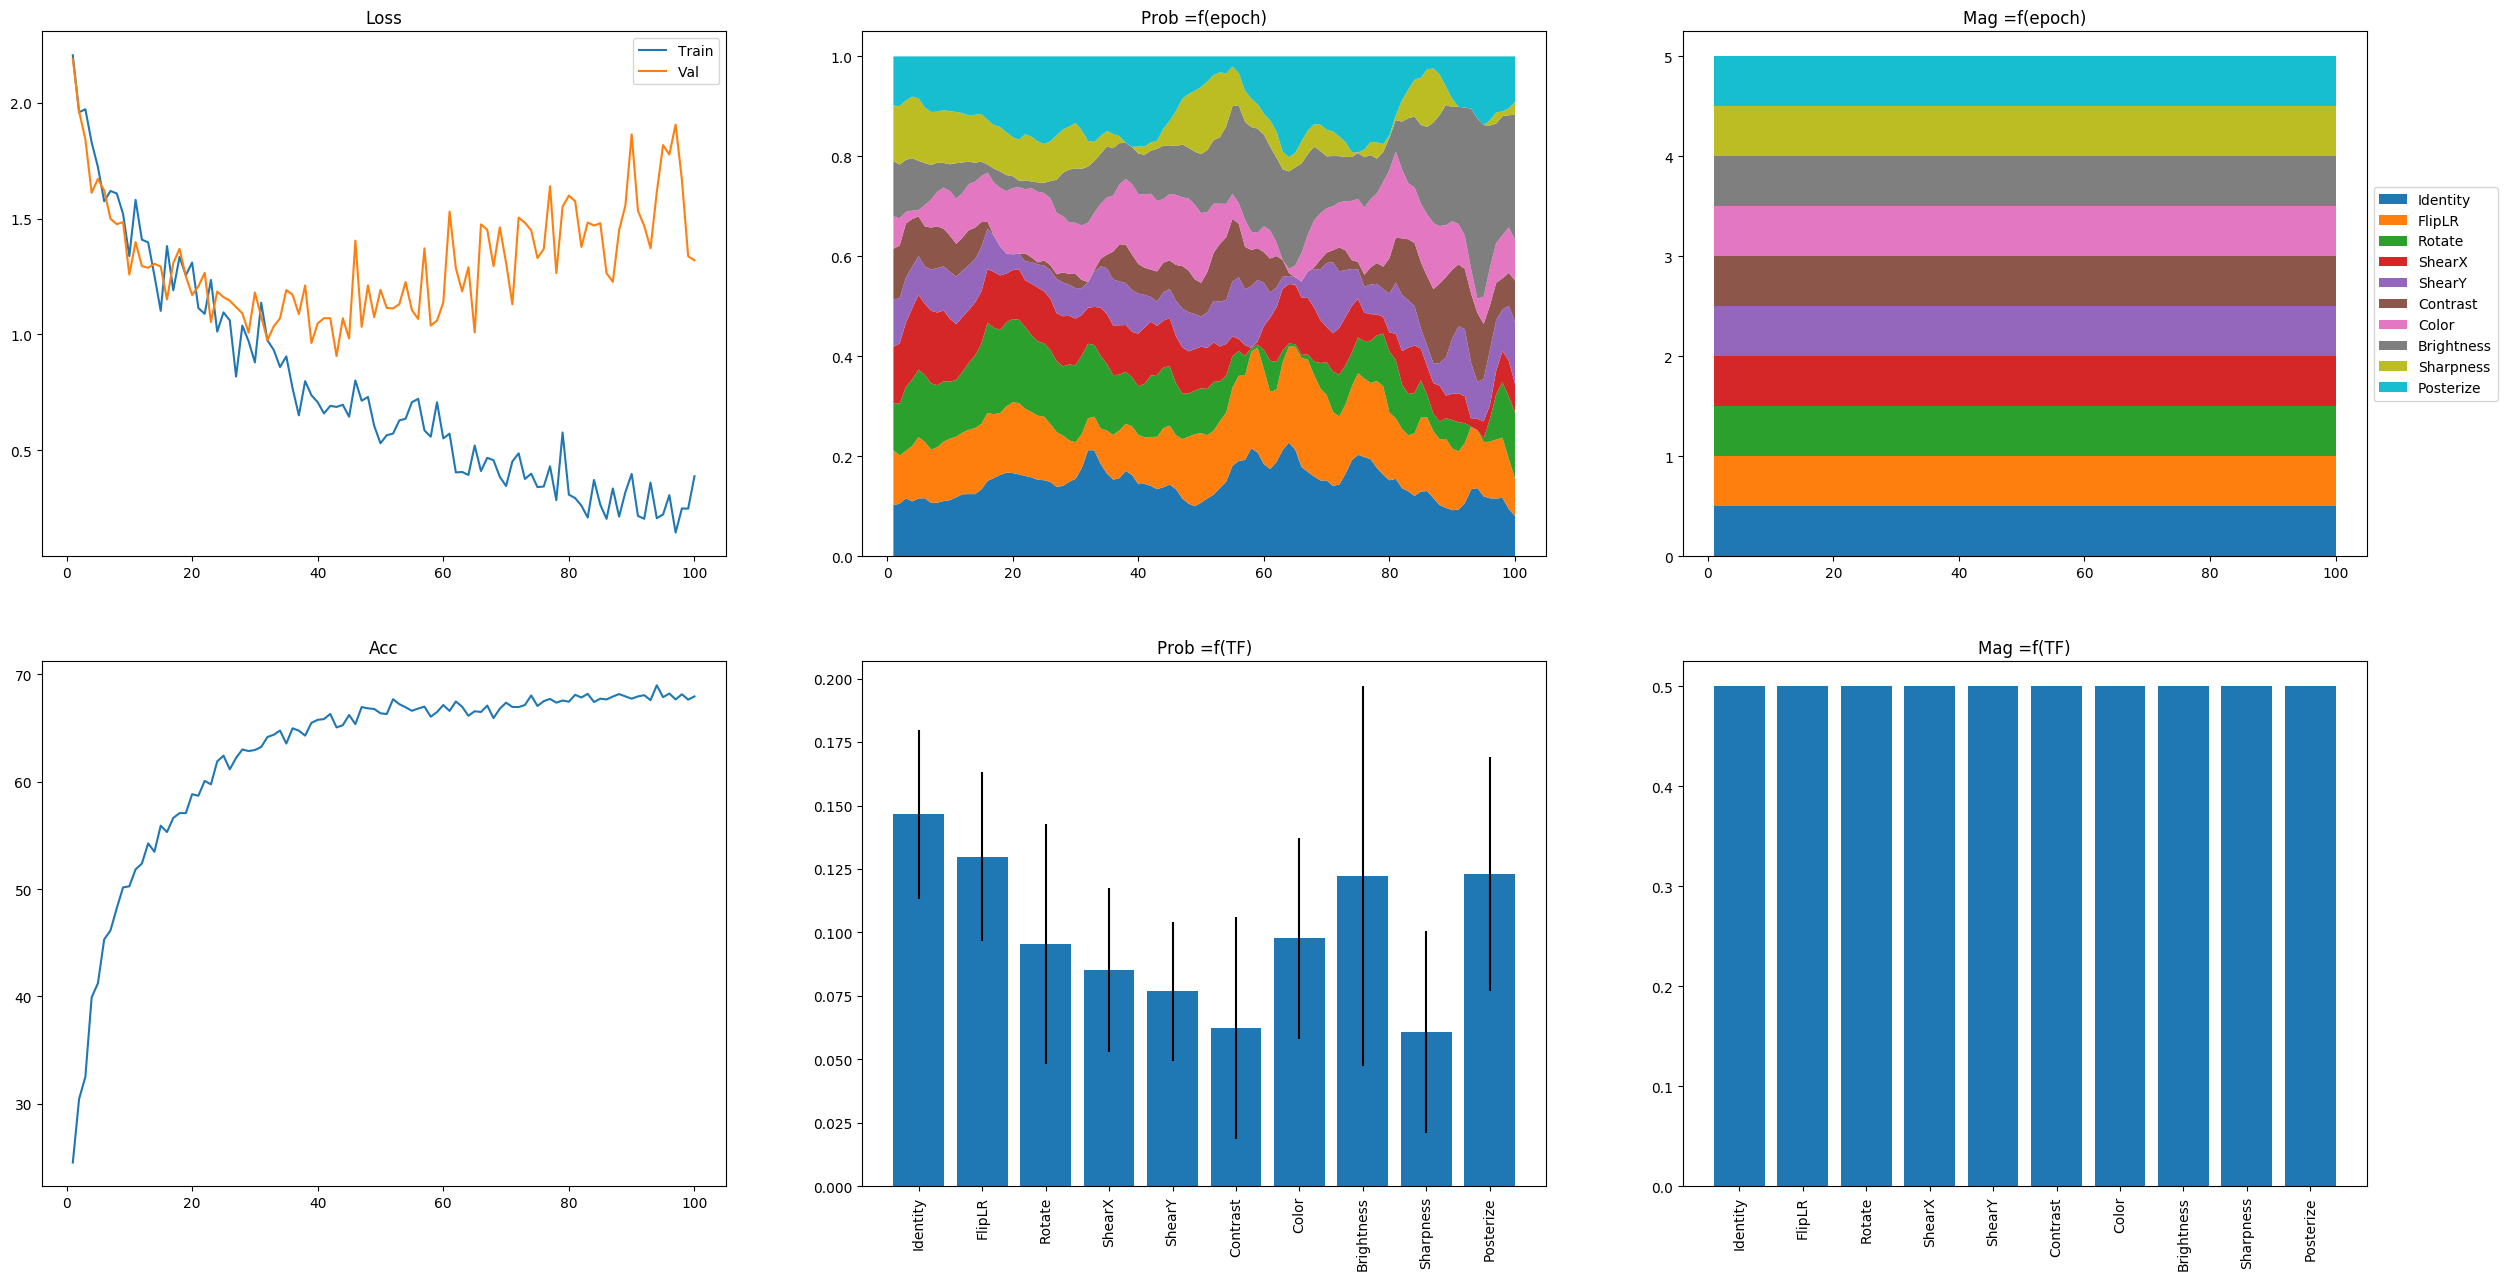 Loss
Train
Val
2.0
1.5
1.0
0.5
0 20 40 60 80 100
Prob =f(epoch)
1.0
0.8
0.6
0.4
0.2
0.0
0 20 40 60 80 100
Mag =f(epoch)
5
4
3
2
1
0
0 20 40 60 80 100
Identity
FlipLR
Rotate
ShearX
ShearY
Contrast
Color
Brightness
Sharpness
Posterize
Acc
70
60
50
40
30
0 20 40 60 80 100
Prob =f(TF)
0.200
0.175
0.150
0.125
0.100
0.075
0.050
0.025
0.000
Identity
FlipLR
Rotate
ShearX
ShearY
Contrast
Color
Brightness
Sharpness
Posterize
Mag =f(TF)
0.5
0.4
0.3
0.2
0.1
0.0
Identity
FlipLR
Rotate
ShearX
ShearY
Contrast
Color
Brightness
Sharpness
Posterize